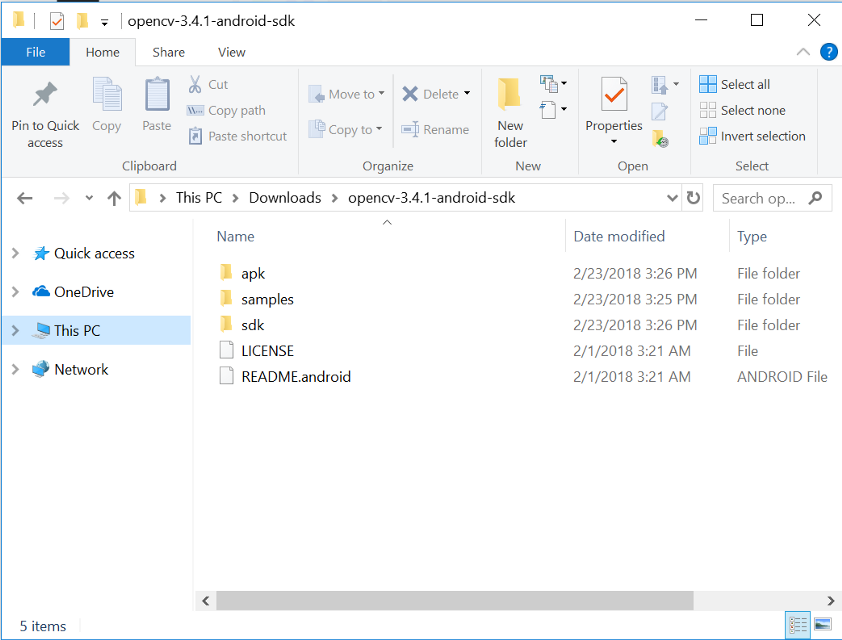 opencv-3.4.1-android-sdk
File Home Share View
Pin to Quick access
Copy
Paste
Cut
Copy path
Paste shortcut
Clipboard
Move to
Copy to
Delete
Rename
Organize
New folder
New
Properties
Open
Select all
Select none
Invert selection
Select
This PC > Downloads > opencv-3.4.1-android-sdk
Search op...
Quick access
OneDrive
This PC
Network
Name Date modified Type
apk 2/23/2018 3:26 PM File folder
samples 2/23/2018 3:25 PM File folder
sdk 2/23/2018 3:26 PM File folder
LICENSE 2/1/2018 3:21 AM File
README.android 2/1/2018 3:21 AM ANDROID File
5 items